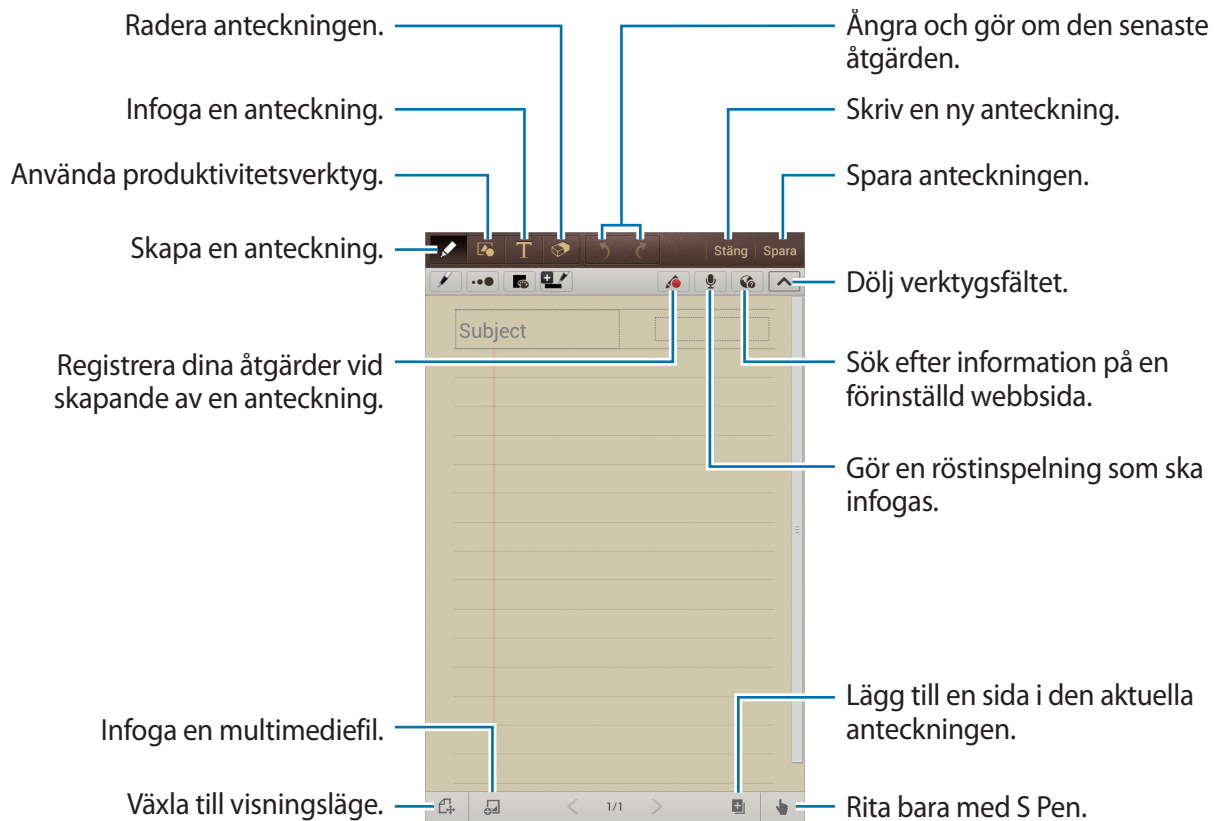 Radera anteckningen.
Infoga en anteckning.
Använda produktivitetsverktyg.
Skapa en anteckning.
Registrera dina åtgärder vid
skapande av en anteckning.
Infoga en multimediefil.
Växla till visningsläge.
Ångra och gör om den senaste
åtgärden.
Skriv en ny anteckning.
Spara anteckningen.
Dölj verktygsfältet.
Sök efter information på en
förinställd webbsida.
Gör en röstinspelning som ska
infogas.
Lägg till en sida i den aktuella
anteckningen.
Rita bara med S Pen.
T
Stäng
Spara
Subject
1/1